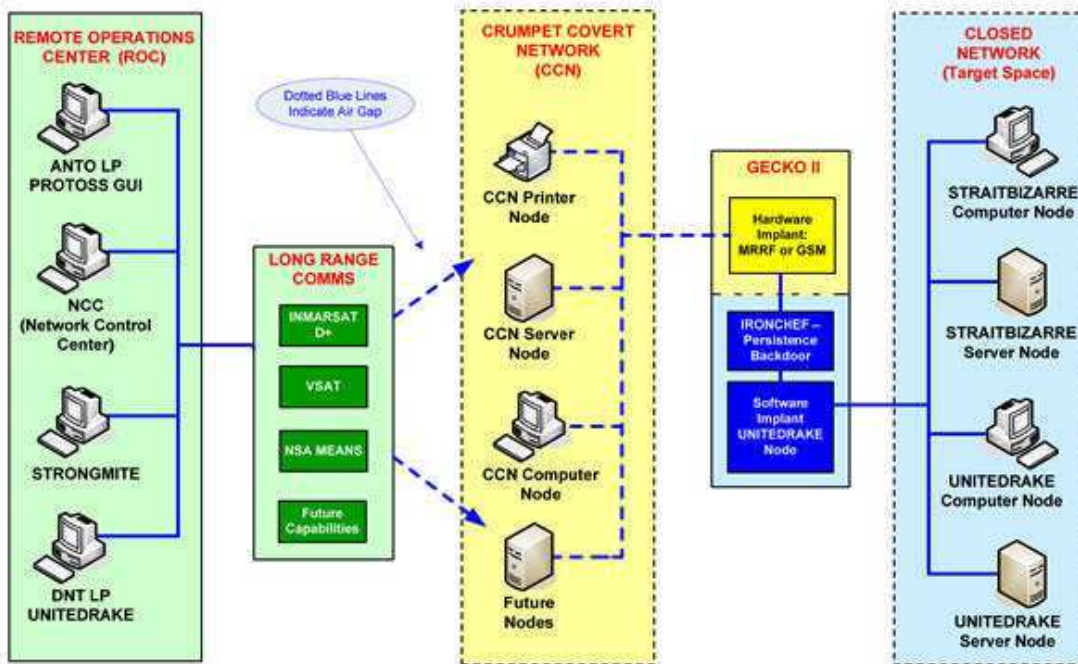 REMOTE OPERATIONS
CENTER (ROC)
ANTO LP
PROTOSS GUI
NCC
(Network Control
Center)
STRONGMITE
DNT LP
UNITEDRAKE
Dotted Blue Lines
Indicate Air Gap
LONG RANGE
COMMS
INMARSAT
D+
VSAT
NSA MEANS
Future
Capabilities
CRUMPET COVERT
NETWORK
(CCN)
CCN Printer
Node
CCN Server
Node
CCN Computer
Node
Future
Nodes
GECKO II
Hardware
Implant:
MRRF or GSM
IRONCHEF –
Persistence
Backdoor
Software
Implant
UNITEDRAKE
Node
CLOSED
NETWORK
(Target Space)
STRAITBIZARRE
Computer Node
STRAITBIZARRE
Server Node
UNITEDRAKE
Computer Node
UNITEDRAKE
Server Node